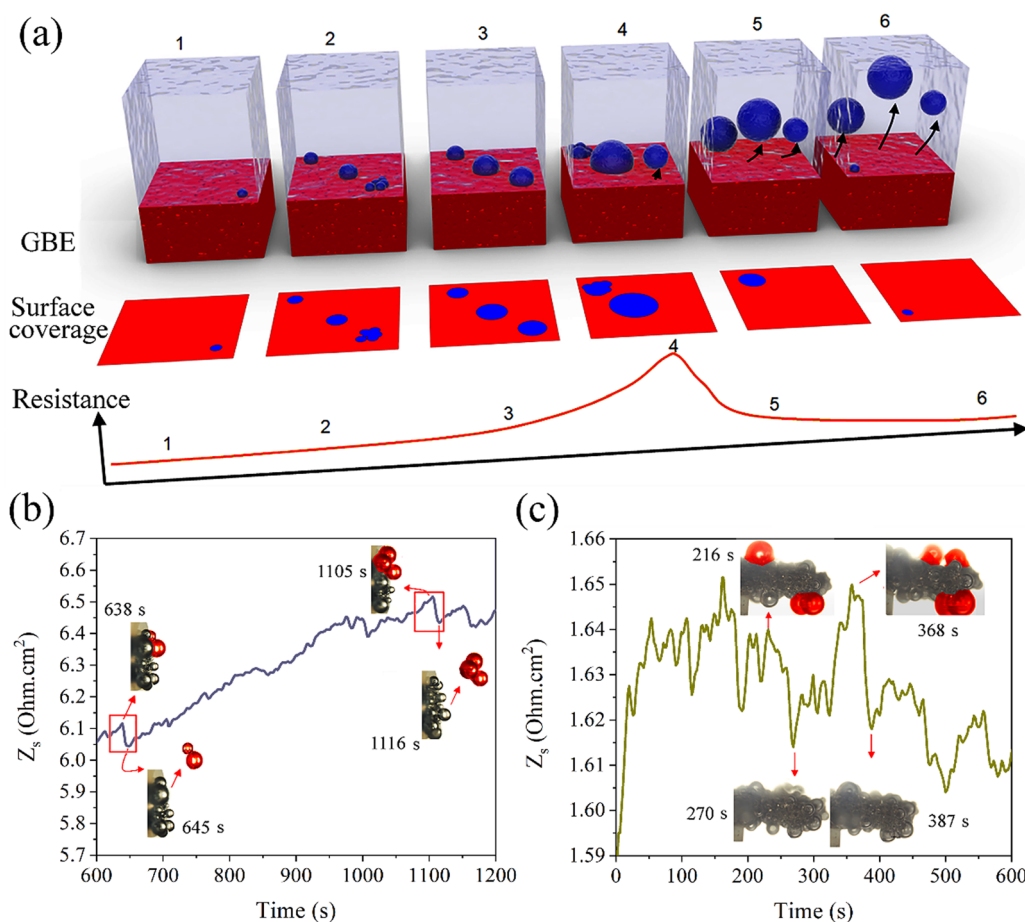 (a)
1 2 3 4 5 6
GBE
Surface
coverage
Resistance
1 2 3 4 5 6
(b)
6.7
6.6
6.5
6.4
6.3
6.2
6.1
6.0
5.9
5.8
5.7
Zs (Ohm.cm²)
638 s
645 s
1105 s
1116 s
600 700 800 900 1000 1100 1200
Time (s)
(c)
1.66
1.65
1.64
1.63
1.62
1.61
1.60
1.59
Zs (Ohm.cm²)
216 s
368 s
270 s
387 s
0 100 200 300 400 500 600
Time (s)